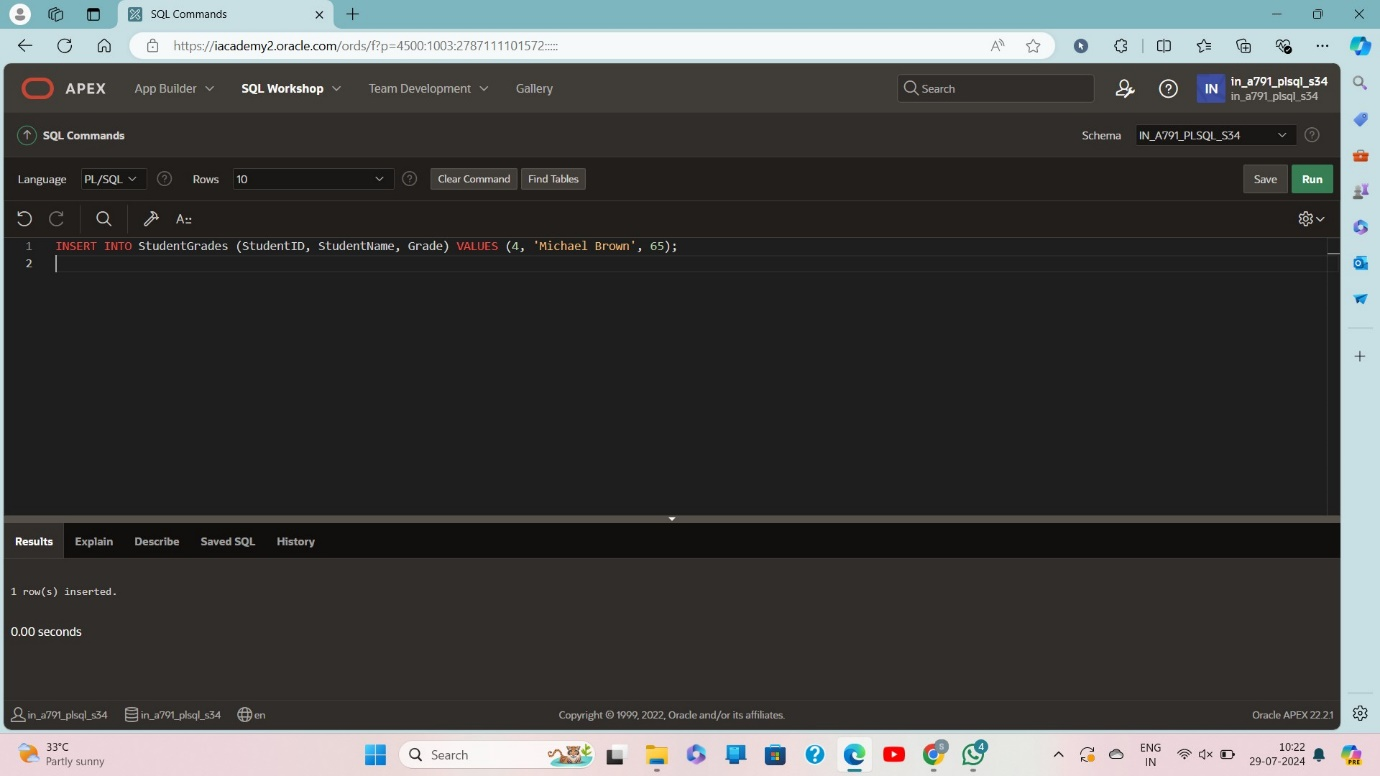 SQL Commands
https://iacademy2.oracle.com/ords/f?p=4500:1003:2787111101572:::::
APEX App Builder SQL Workshop Team Development Gallery Search IN in_a791_plsql_s34
in_a791_plsql_s34
SQL Commands Schema IN_A791_PLSQL_S34
Language PL/SQL Rows 10 Clear Command Find Tables Save Run
A::
1 INSERT INTO StudentGrades (StudentID, StudentName, Grade) VALUES (4, 'Michael Brown', 65);
2
Results Explain Describe Saved SQL History
1 row(s) inserted.
0.00 seconds
in_a791_plsql_s34 in_a791_plsql_s34 en Copyright © 1999, 2022, Oracle and/or its affiliates. Oracle APEX 22.2.1
33°C
Partly sunny
Search
S
4
ENG
IN
10:22
29-07-2024
PRE